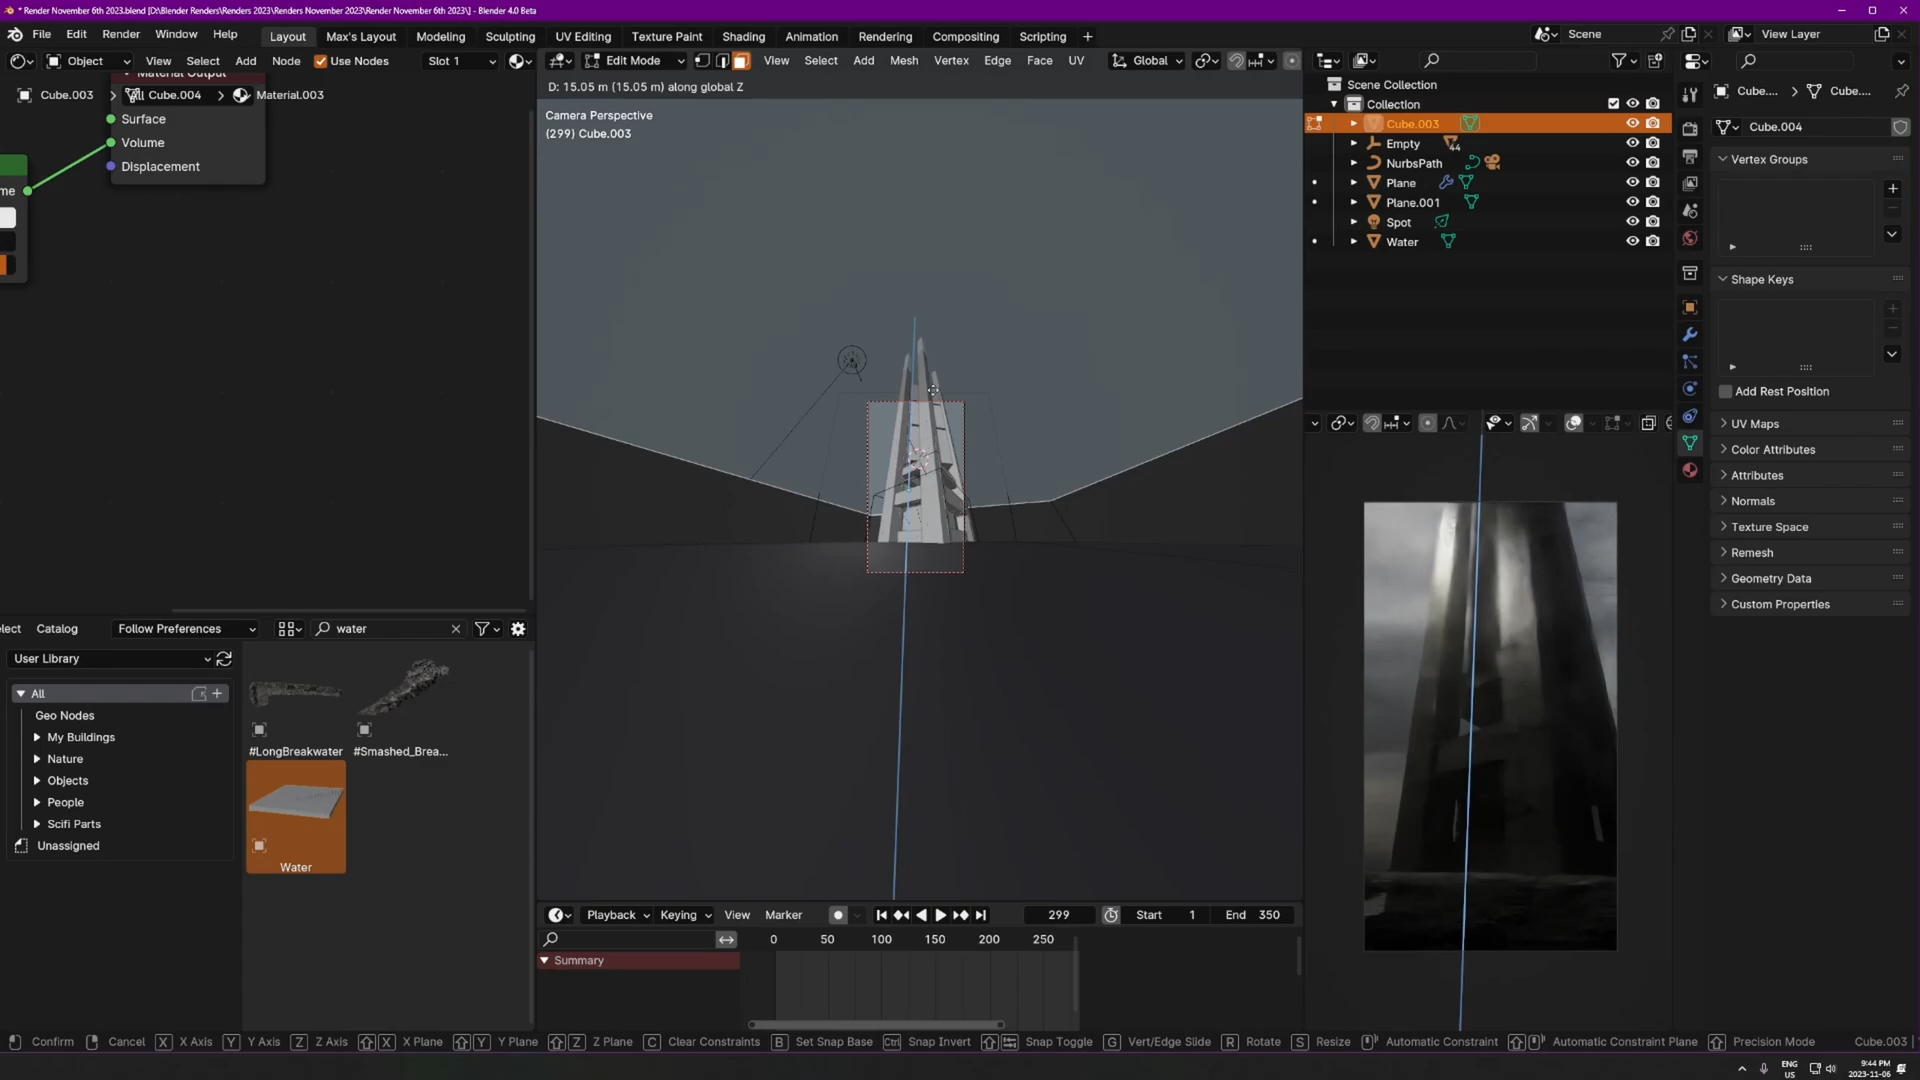 * Render November 6th 2023.blend [D:\Blender Renders\Renders 2023\Renders November 2023\Render November 6th 2023\] - Blender 4.0 Beta
File Edit Render Window Help Layout Max's Layout Modeling Sculpting UV Editing Texture Paint Shading Animation Rendering Compositing Scripting + Scene View Layer
Object View Select Add Node Use Nodes Slot 1
Edit Mode View Select Add Mesh Vertex Edge Face UV Global
D: 15.05 m (15.05 m) along global Z
Cube.003 > Cube.004 > Material.003
Material Output
Surface
Volume
Displacement
me
Camera Perspective
(299) Cube.003
Scene Collection
Collection
Cube.003
Empty 44
NurbsPath
Plane
Plane.001
Spot
Water
Cube.... > Cube....
Cube.004
Vertex Groups
Shape Keys
Add Rest Position
UV Maps
Color Attributes
Attributes
Normals
Texture Space
Remesh
Geometry Data
Custom Properties
elect Catalog Follow Preferences water
User Library
All
Geo Nodes
My Buildings
Nature
Objects
People
Scifi Parts
Unassigned
#LongBreakwater #Smashed_Brea...
Water
Playback Keying View Marker 299 Start 1 End 350
0 50 100 150 200 250
Summary
Confirm Cancel X X Axis Y Y Axis Z Z Axis X X Plane Y Y Plane Z Z Plane C Clear Constraints B Set Snap Base Ctrl Snap Invert Snap Toggle G Vert/Edge Slide R Rotate S Resize Automatic Constraint Automatic Constraint Plane Precision Mode Cube.003
ENG
US
9:44 PM
2023-11-06